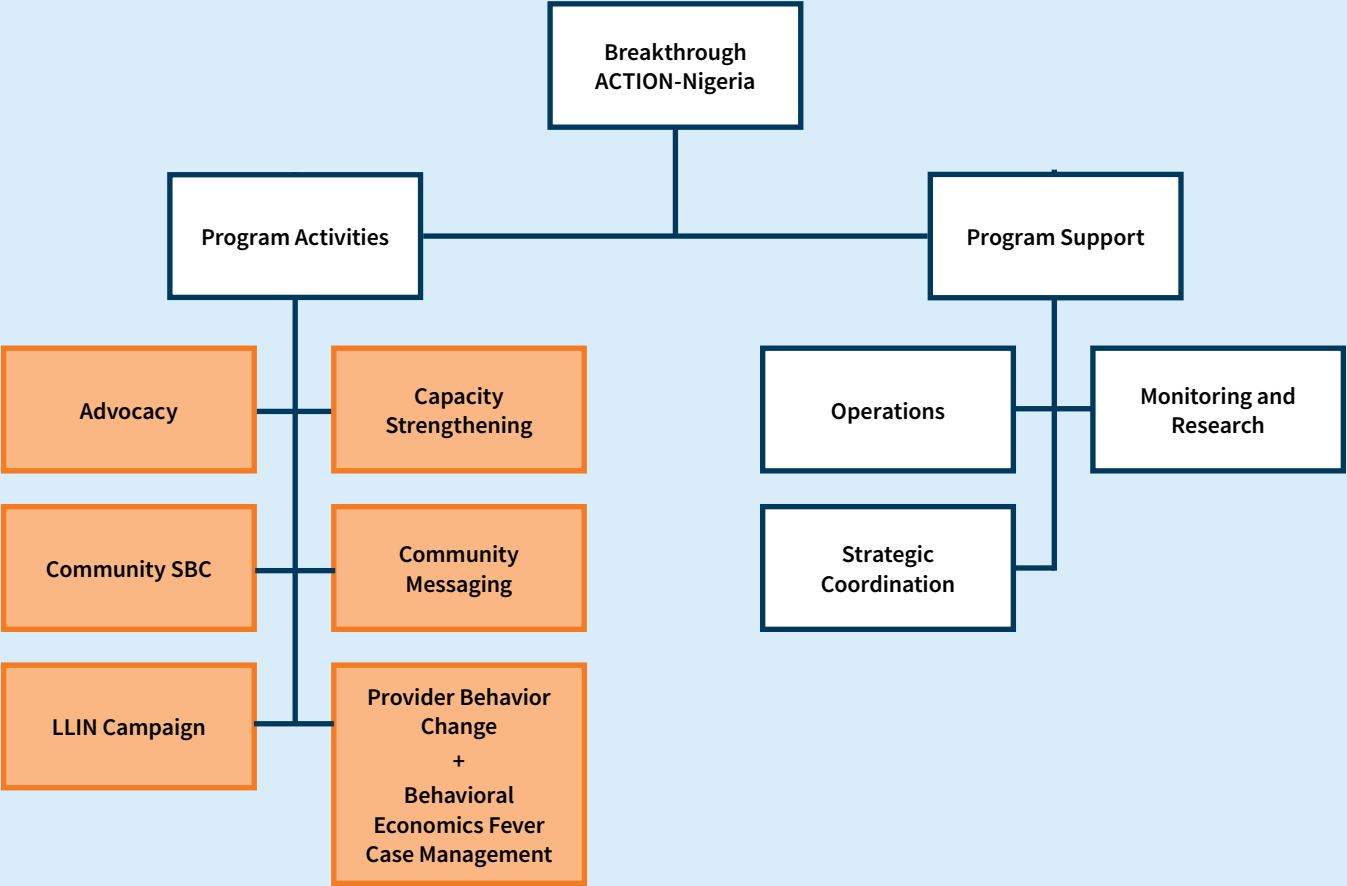 Breakthrough
ACTION-Nigeria
Program Activities
Program Support
Advocacy
Capacity
Strengthening
Operations
Monitoring and
Research
Community SBC
Community
Messaging
Strategic
Coordination
LLIN Campaign
Provider Behavior
Change
+
Behavioral
Economics Fever
Case Management